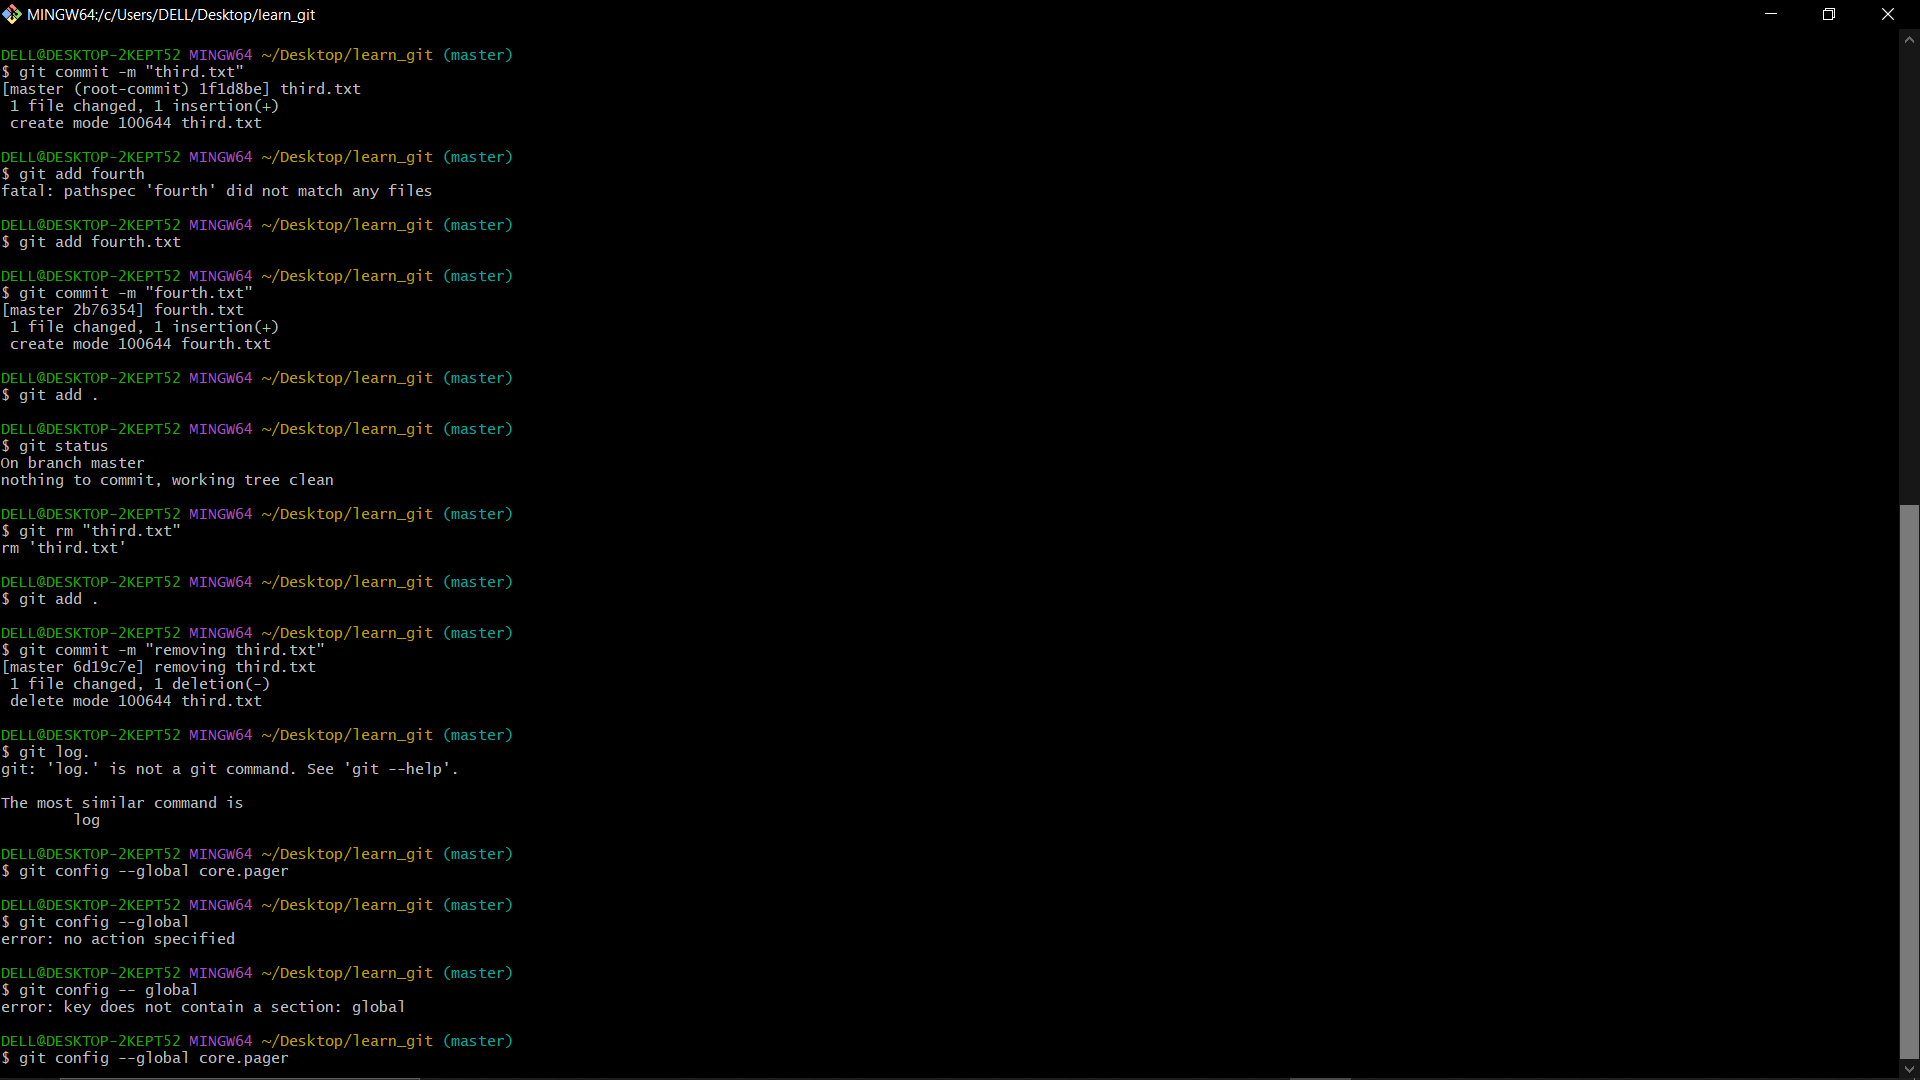 MINGW64:/c/Users/DELL/Desktop/learn_git
DELL@DESKTOP-2KEPT52 MINGW64 ~/Desktop/learn_git (master)
$ git commit -m "third.txt"
[master (root-commit) 1f1d8be] third.txt
 1 file changed, 1 insertion(+)
 create mode 100644 third.txt
DELL@DESKTOP-2KEPT52 MINGW64 ~/Desktop/learn_git (master)
$ git add fourth
fatal: pathspec 'fourth' did not match any files
DELL@DESKTOP-2KEPT52 MINGW64 ~/Desktop/learn_git (master)
$ git add fourth.txt
DELL@DESKTOP-2KEPT52 MINGW64 ~/Desktop/learn_git (master)
$ git commit -m "fourth.txt"
[master 2b76354] fourth.txt
 1 file changed, 1 insertion(+)
 create mode 100644 fourth.txt
DELL@DESKTOP-2KEPT52 MINGW64 ~/Desktop/learn_git (master)
$ git add .
DELL@DESKTOP-2KEPT52 MINGW64 ~/Desktop/learn_git (master)
$ git status
On branch master
nothing to commit, working tree clean
DELL@DESKTOP-2KEPT52 MINGW64 ~/Desktop/learn_git (master)
$ git rm "third.txt"
rm 'third.txt'
DELL@DESKTOP-2KEPT52 MINGW64 ~/Desktop/learn_git (master)
$ git add .
DELL@DESKTOP-2KEPT52 MINGW64 ~/Desktop/learn_git (master)
$ git commit -m "removing third.txt"
[master 6d19c7e] removing third.txt
 1 file changed, 1 deletion(-)
 delete mode 100644 third.txt
DELL@DESKTOP-2KEPT52 MINGW64 ~/Desktop/learn_git (master)
$ git log.
git: 'log.' is not a git command. See 'git --help'.
The most similar command is
        log
DELL@DESKTOP-2KEPT52 MINGW64 ~/Desktop/learn_git (master)
$ git config --global core.pager
DELL@DESKTOP-2KEPT52 MINGW64 ~/Desktop/learn_git (master)
$ git config --global
error: no action specified
DELL@DESKTOP-2KEPT52 MINGW64 ~/Desktop/learn_git (master)
$ git config -- global
error: key does not contain a section: global
DELL@DESKTOP-2KEPT52 MINGW64 ~/Desktop/learn_git (master)
$ git config --global core.pager